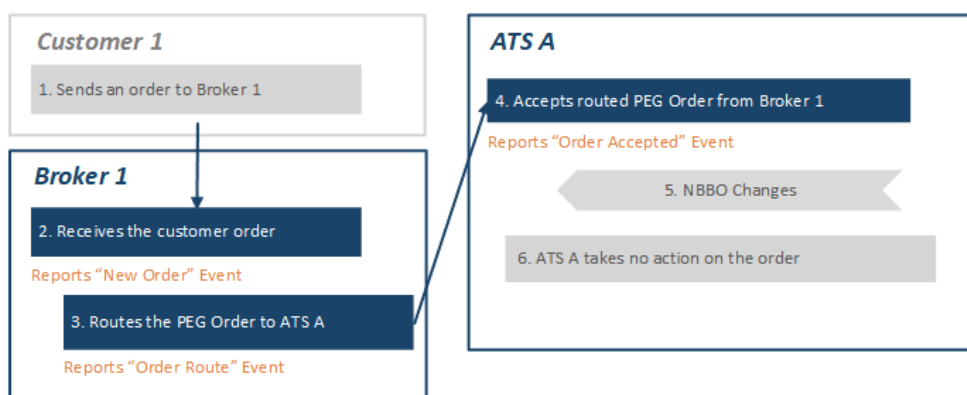 Customer 1
1. Sends an order to Broker 1
Broker 1
2. Receives the customer order
Reports “New Order” Event
3. Routes the PEG Order to ATS A
Reports “Order Route” Event
ATS A
4. Accepts routed PEG Order from Broker 1
Reports “Order Accepted” Event
5. NBBO Changes
6. ATS A takes no action on the order